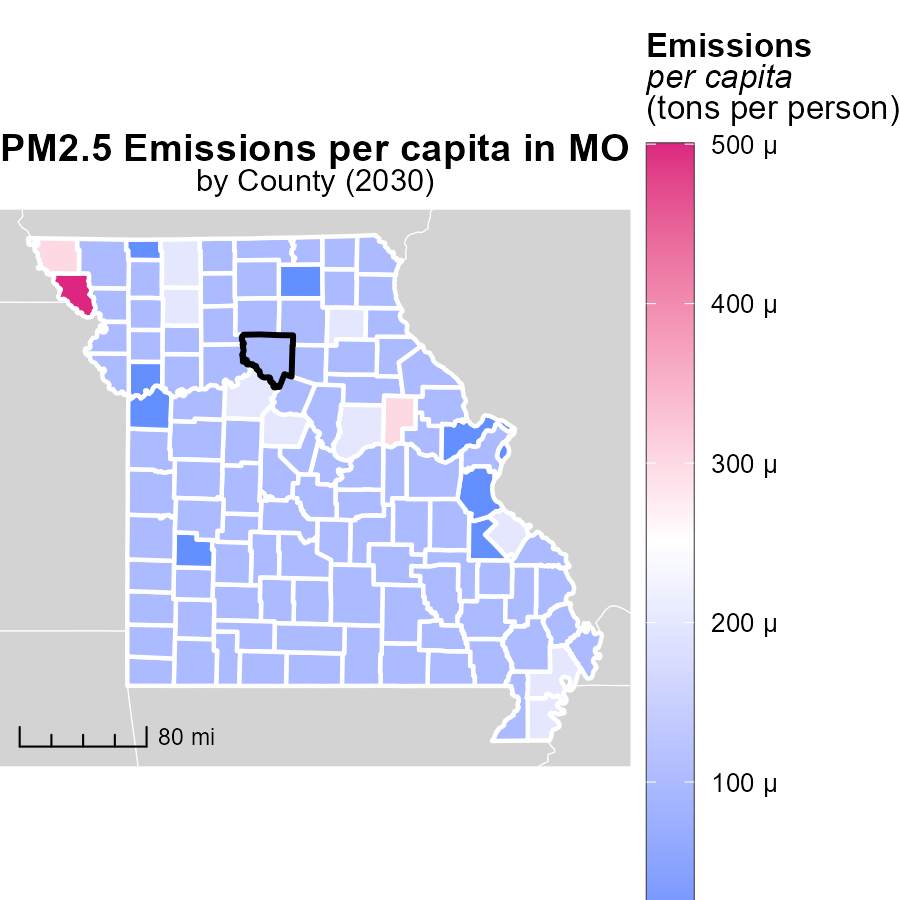 PM2.5 Emissions per capita in MO
by County (2030)
80 mi
Emissions
per capita
(tons per person)
500 µ
400 µ
300 µ
200 µ
100 µ